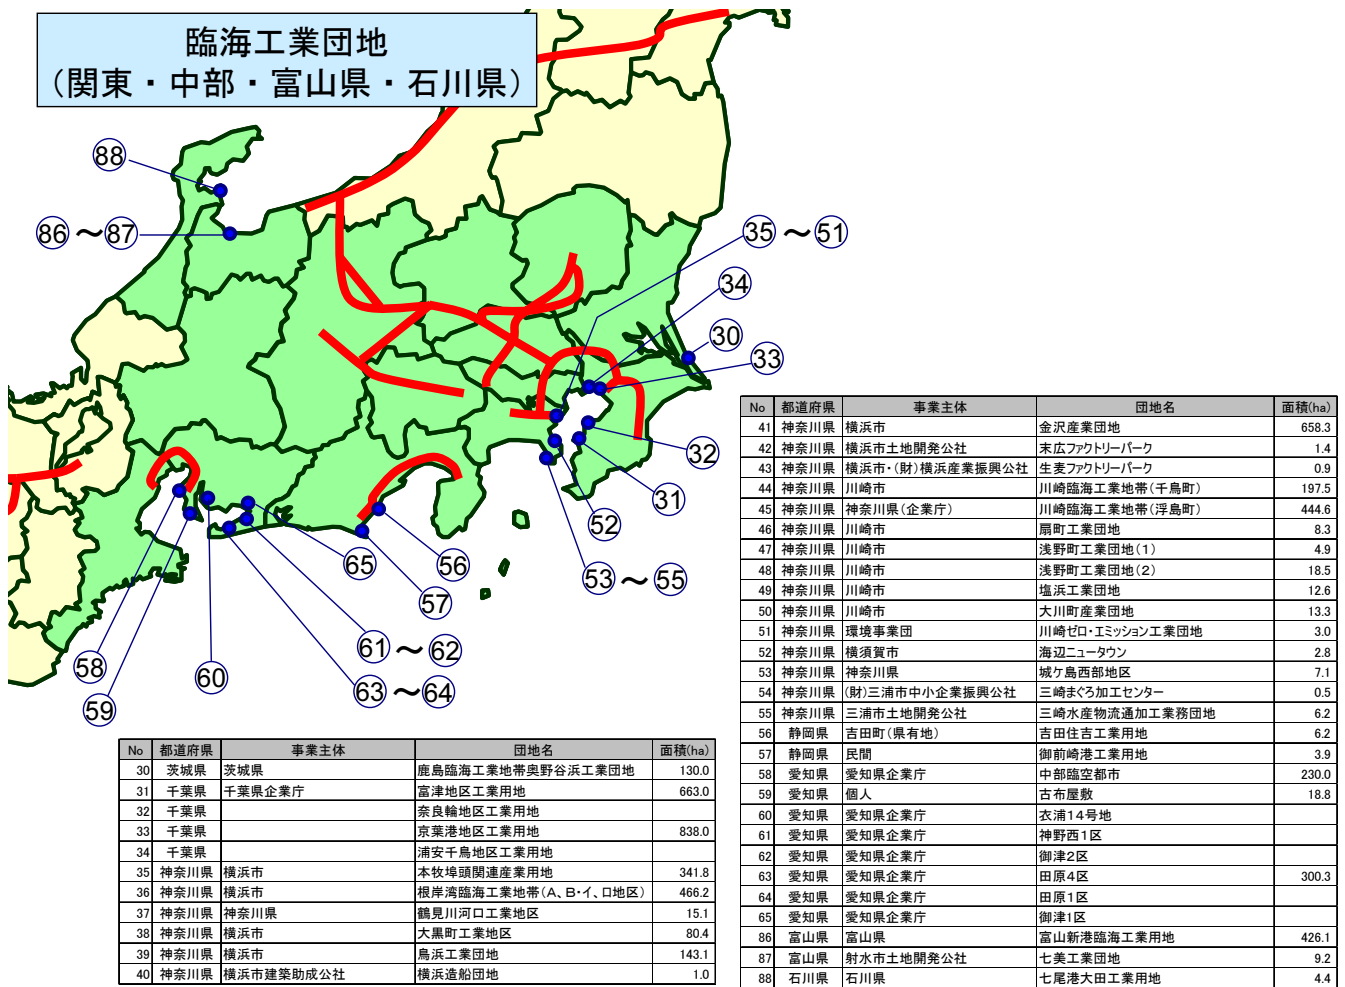 臨海工業団地
（関東・中部・富山県・石川県）
88
86 ～ 87
35 ～ 51
34
30
33
32
31
52
53 ～ 55
56
57
65
61 ～ 62
63 ～ 64
60
58
59
No 都道府県 事業主体 団地名 面積(ha)
30 茨城県 茨城県 鹿島臨海工業地帯奥野谷浜工業団地 130.0
31 千葉県 千葉県企業庁 富津地区工業用地 663.0
32 千葉県 奈良輪地区工業用地
33 千葉県 京葉港地区工業用地 838.0
34 千葉県 浦安千鳥地区工業用地
35 神奈川県 横浜市 本牧埠頭関連産業用地 341.8
36 神奈川県 横浜市 根岸湾臨海工業地帯(A、B・イ、ロ地区) 466.2
37 神奈川県 神奈川県 鶴見川河口工業地区 15.1
38 神奈川県 横浜市 大黒町工業地区 80.4
39 神奈川県 横浜市 鳥浜工業団地 143.1
40 神奈川県 横浜市建築助成公社 横浜造船団地 1.0
No 都道府県 事業主体 団地名 面積(ha)
41 神奈川県 横浜市 金沢産業団地 658.3
42 神奈川県 横浜市土地開発公社 末広ファクトリーパーク 1.4
43 神奈川県 横浜市・(財)横浜産業振興公社 生麦ファクトリーパーク 0.9
44 神奈川県 川崎市 川崎臨海工業地帯(千鳥町) 197.5
45 神奈川県 神奈川県(企業庁) 川崎臨海工業地帯(浮島町) 444.6
46 神奈川県 川崎市 扇町工業団地 8.3
47 神奈川県 川崎市 浅野町工業団地(１) 4.9
48 神奈川県 川崎市 浅野町工業団地(２) 18.5
49 神奈川県 川崎市 塩浜工業団地 12.6
50 神奈川県 川崎市 大川町産業団地 13.3
51 神奈川県 環境事業団 川崎ゼロ・エミッション工業団地 3.0
52 神奈川県 横須賀市 海辺ニュータウン 2.8
53 神奈川県 神奈川県 城ケ島西部地区 7.1
54 神奈川県 (財)三浦市中小企業振興公社 三崎まぐろ加工センター 0.5
55 神奈川県 三浦市土地開発公社 三崎水産物流通加工業務団地 6.2
56 静岡県 吉田町(県有地) 吉田住吉工業用地 6.2
57 静岡県 民間 御前崎港工業用地 3.9
58 愛知県 愛知県企業庁 中部臨空都市 230.0
59 愛知県 個人 古布屋敷 18.8
60 愛知県 愛知県企業庁 衣浦１４号地
61 愛知県 愛知県企業庁 神野西１区
62 愛知県 愛知県企業庁 御津２区
63 愛知県 愛知県企業庁 田原４区 300.3
64 愛知県 愛知県企業庁 田原１区
65 愛知県 愛知県企業庁 御津１区
86 富山県 富山県 富山新港臨海工業用地 426.1
87 富山県 射水市土地開発公社 七美工業団地 9.2
88 石川県 石川県 七尾港大田工業用地 4.4